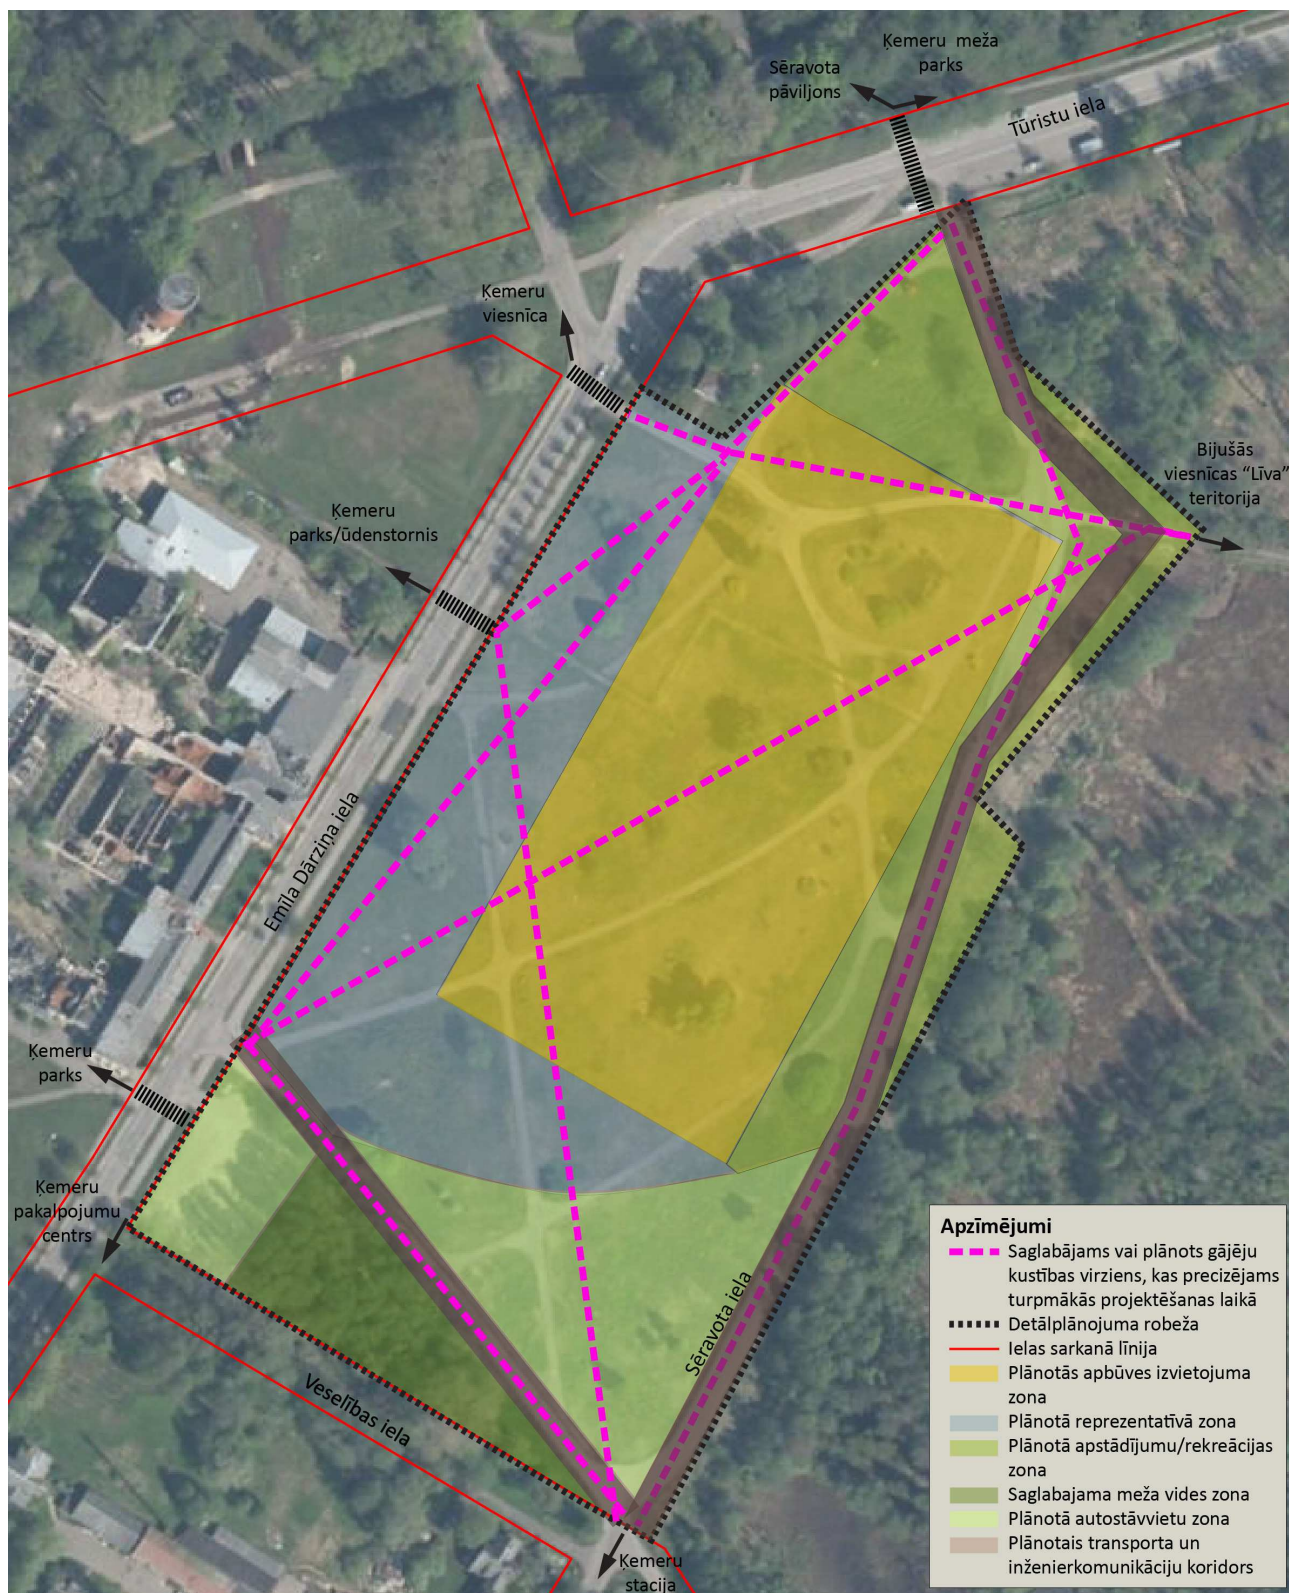 Ķemeru meža
parks
Sēravota
pāviljons
Tūristu iela
Ķemeru
viesnīca
Bijušās
viesnīcas “Līva”
teritorija
Ķemeru
parks/ūdenstornis
Emīla Dārziņa iela
Ķemeru
parks
Ķemeru
pakalpojumu
centrs
Sēravota iela
Veselības iela
Ķemeru
stacija
Apzīmējumi
Saglabājams vai plānots gājēju
kustības virziens, kas precizējams
turpmākās projektēšanas laikā
Detālplānojuma robeža
Ielas sarkanā līnija
Plānotās apbūves izvietojuma
zona
Plānotā reprezentatīvā zona
Plānotā apstādījumu/rekreācijas
zona
Saglabajama meža vides zona
Plānotā autostāvvietu zona
Plānotais transporta un
inženierkomunikāciju koridors